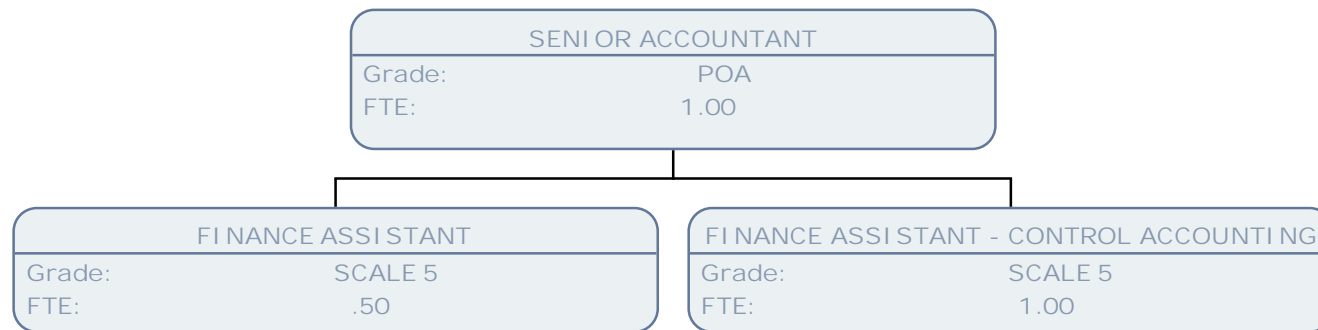 SENIOR ACCOUNTANT
Grade: POA
FTE: 1.00
FINANCE ASSISTANT
Grade: SCALE 5
FTE: .50
FINANCE ASSISTANT - CONTROL ACCOUNTING
Grade: SCALE 5
FTE: 1.00